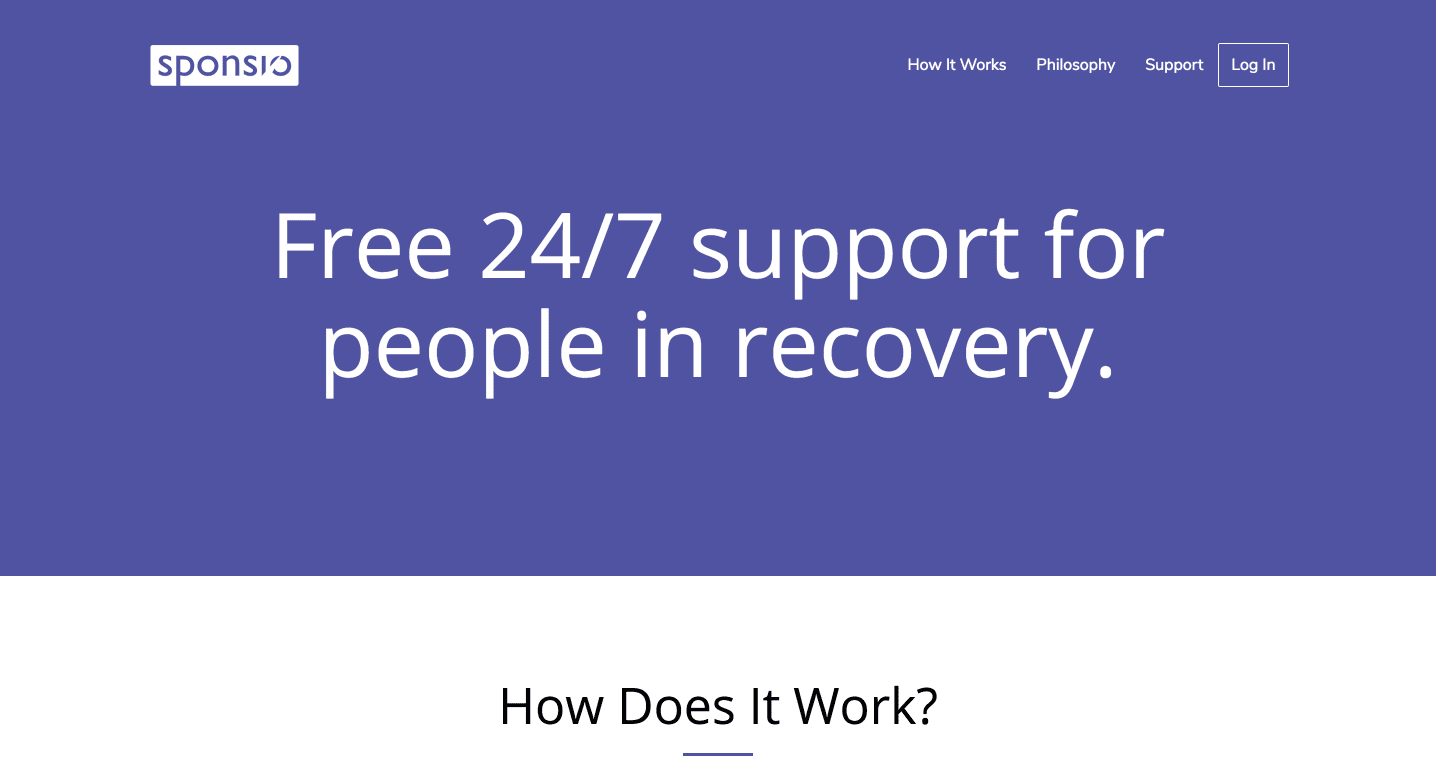 sponsio
How It Works
Philosophy
Support
Log In
Free 24/7 support for
people in recovery.
How Does It Work?